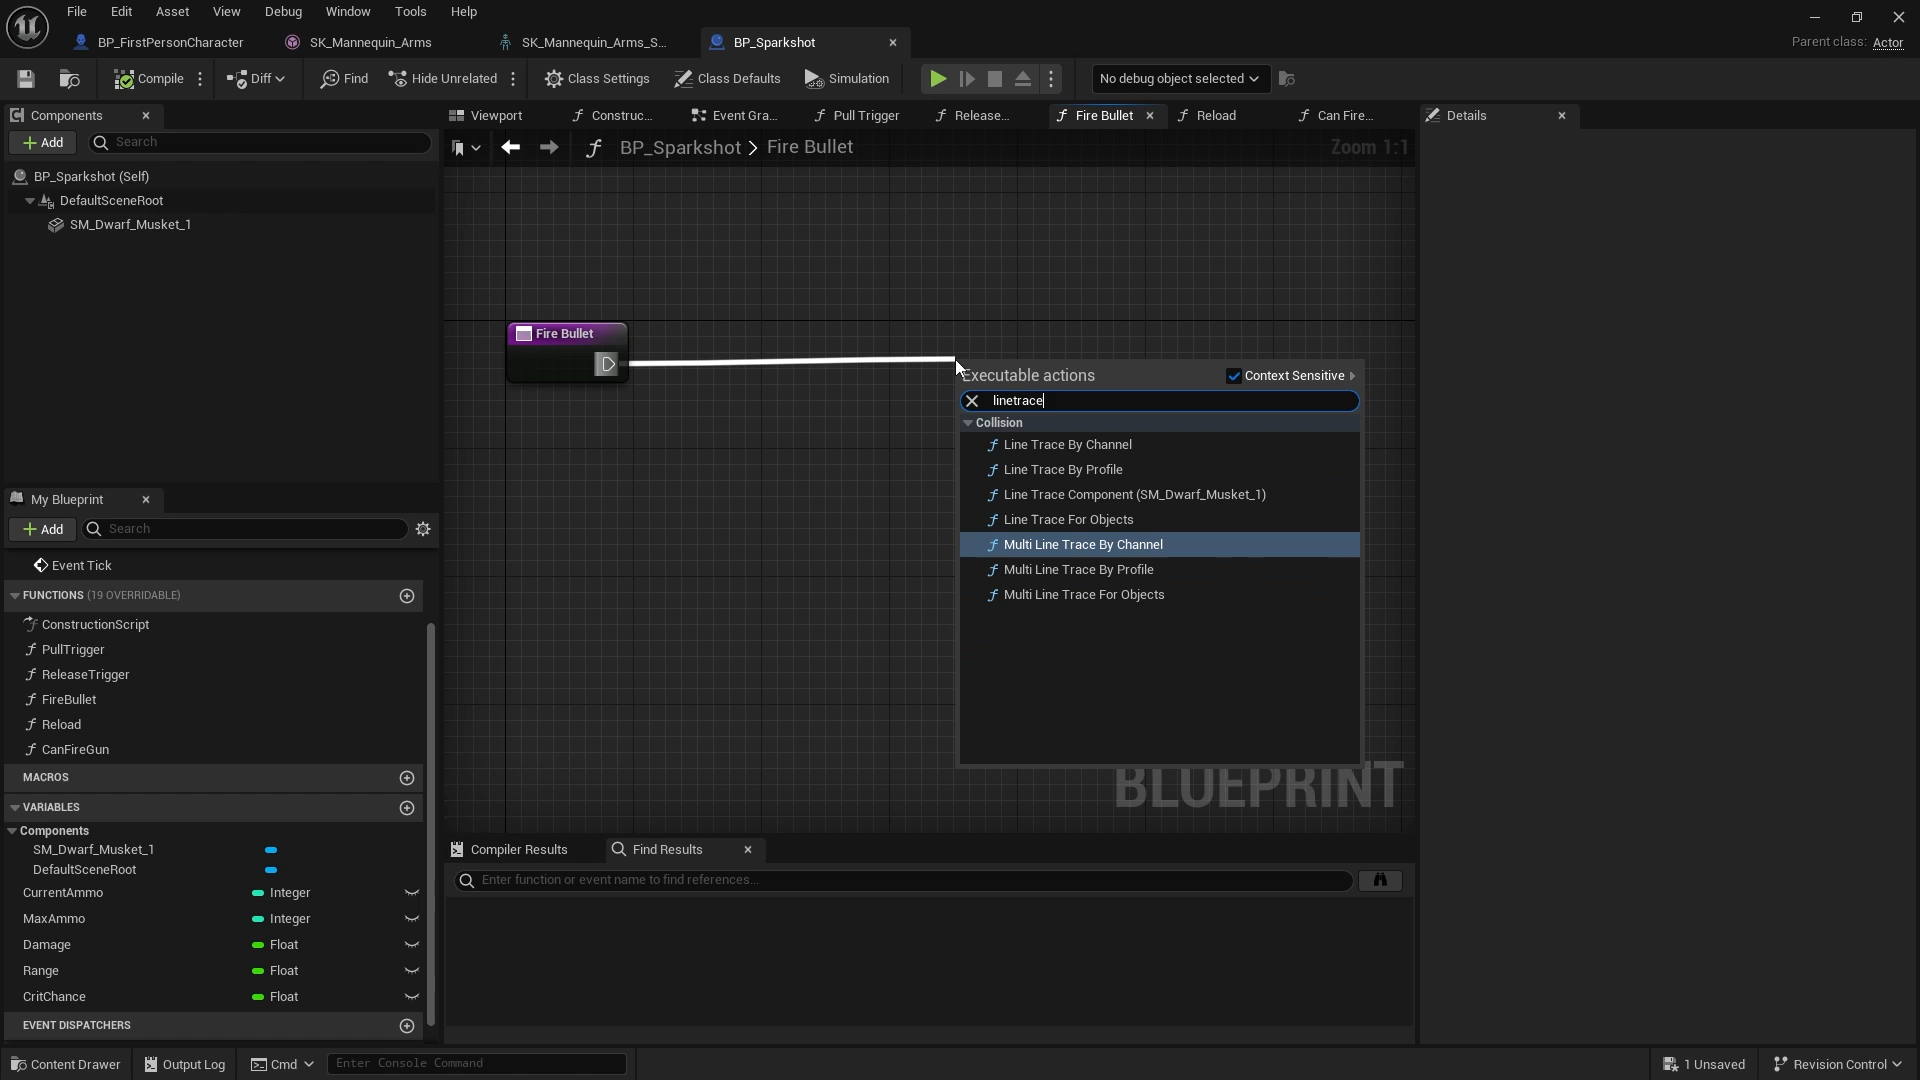 File Edit Asset View Debug Window Tools Help
BP_FirstPersonCharacter SK_Mannequin_Arms SK_Mannequin_Arms_S... BP_Sparkshot
Parent class: Actor
Compile Diff Find Hide Unrelated Class Settings Class Defaults Simulation No debug object selected
Components
Add Search
BP_Sparkshot (Self)
DefaultSceneRoot
SM_Dwarf_Musket_1
My Blueprint
Add Search
Event Tick
FUNCTIONS (19 OVERRIDABLE)
ConstructionScript
PullTrigger
ReleaseTrigger
FireBullet
Reload
CanFireGun
MACROS
VARIABLES
Components
SM_Dwarf_Musket_1
DefaultSceneRoot
CurrentAmmo Integer
MaxAmmo Integer
Damage Float
Range Float
CritChance Float
EVENT DISPATCHERS
Viewport Construc... Event Gra... Pull Trigger Release... Fire Bullet Reload Can Fire...
BP_Sparkshot > Fire Bullet
Zoom 1:1
Fire Bullet
Executable actions Context Sensitive
linetrace
Collision
Line Trace By Channel
Line Trace By Profile
Line Trace Component (SM_Dwarf_Musket_1)
Line Trace For Objects
Multi Line Trace By Channel
Multi Line Trace By Profile
Multi Line Trace For Objects
BLUEPRINT
Compiler Results Find Results
Enter function or event name to find references...
Details
Content Drawer Output Log Cmd Enter Console Command 1 Unsaved Revision Control